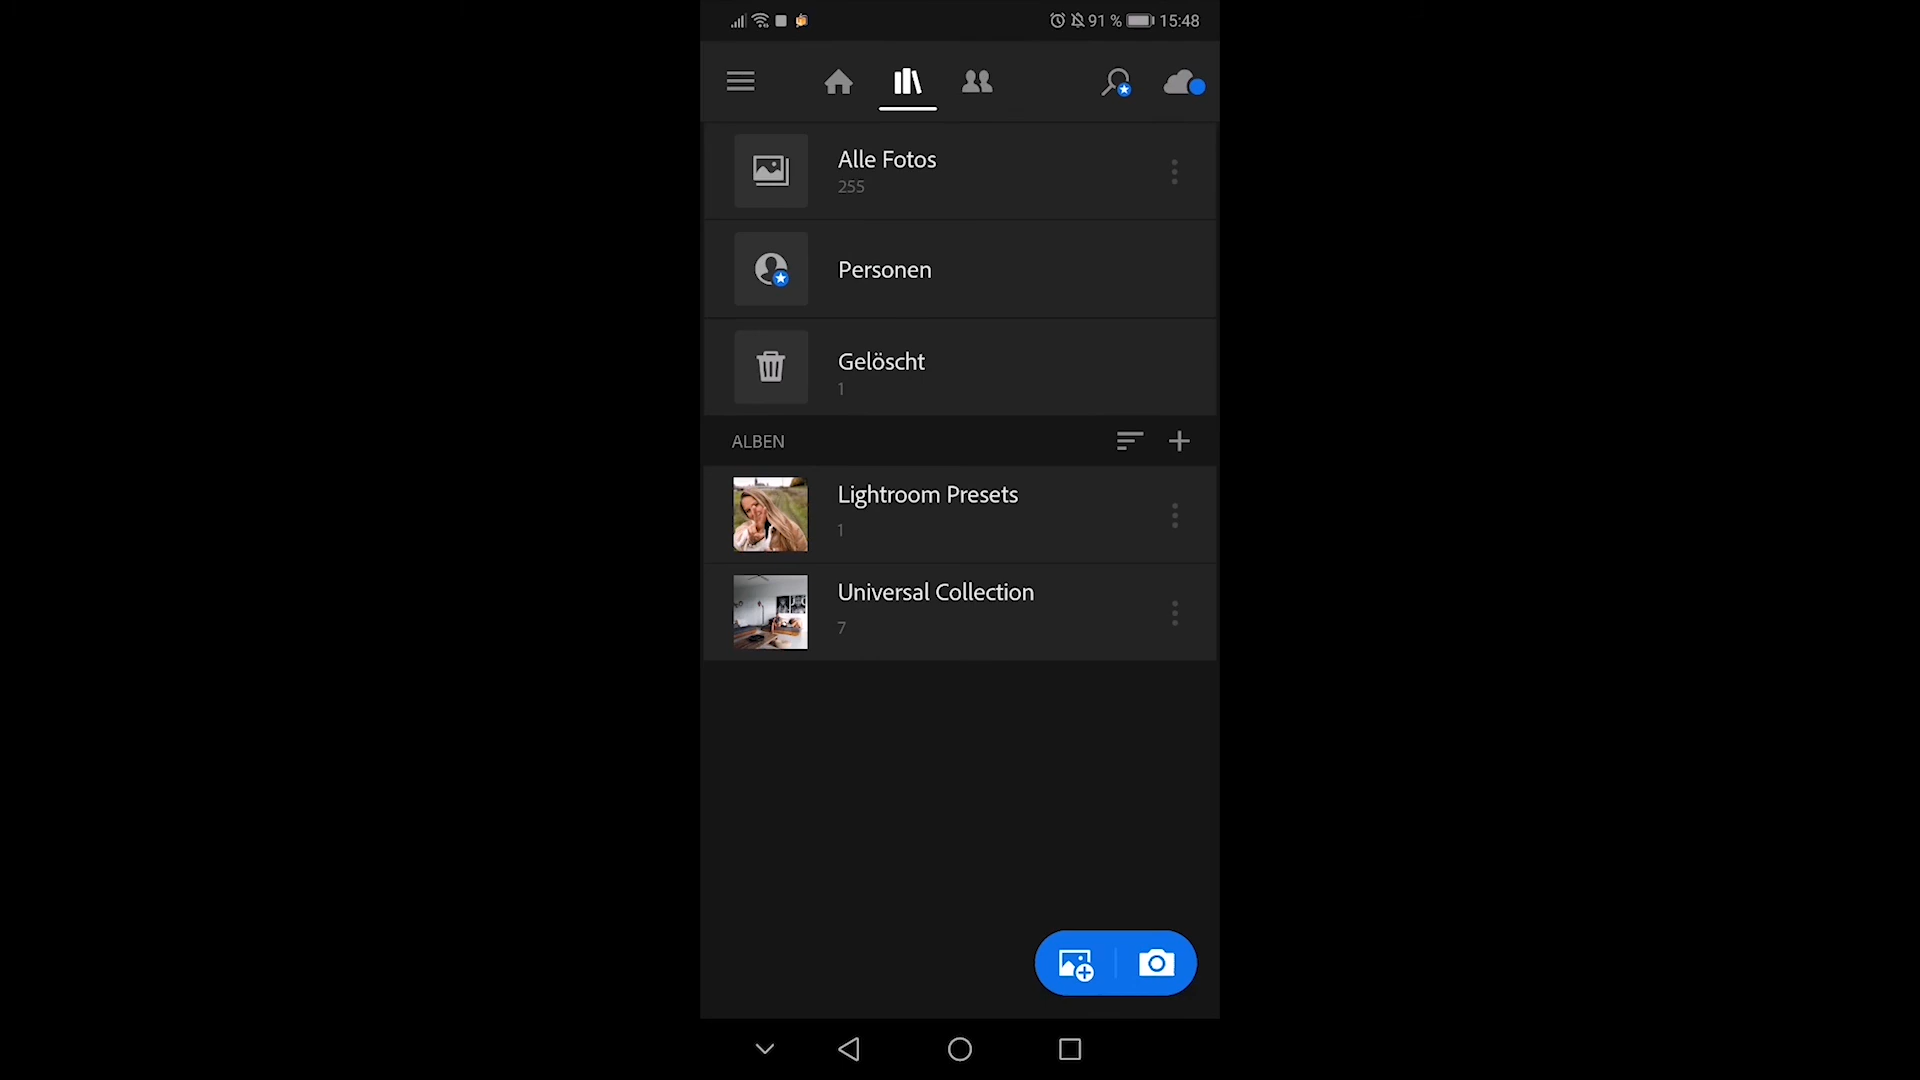 91 % 15:48
Alle Fotos
255
Personen
Gelöscht
1
ALBEN
Lightroom Presets
1
Universal Collection
7